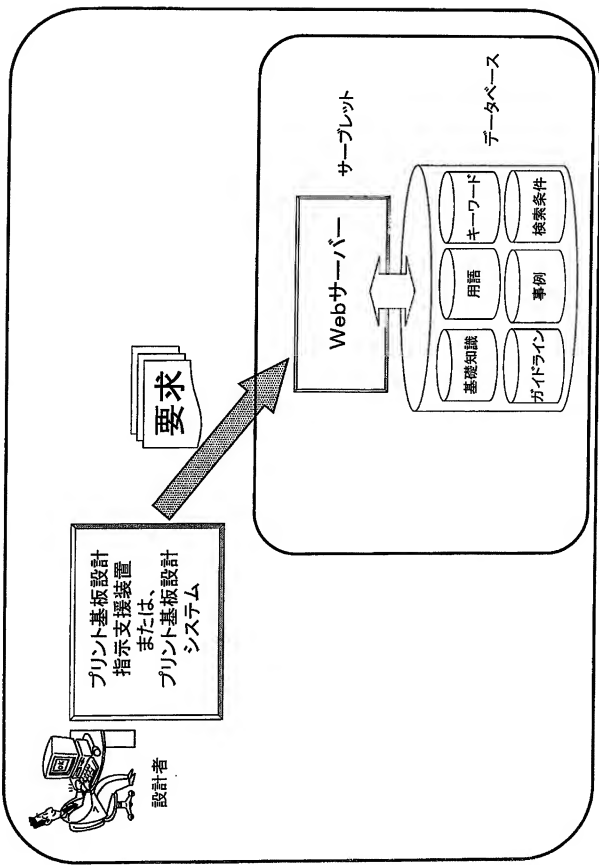 設計者
プリント基板設計
指示支援装置
または、
プリント基板設計
システム
要求
Webサーバー
サーブレット
基礎知識
用語
キーワード
ガイドライン
事例
検索条件
データベース